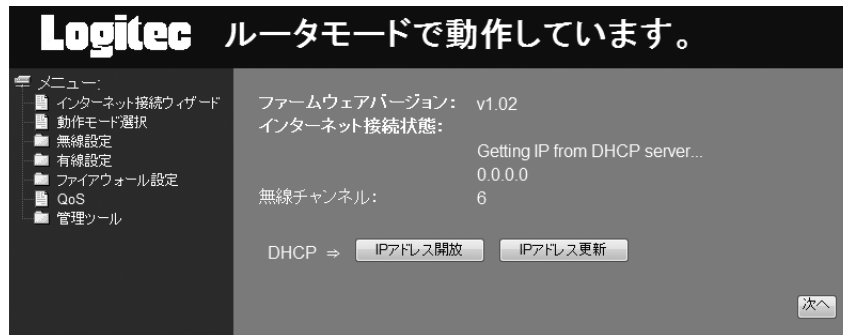 Logitec ルータモードで動作しています。
メニュー:
インターネット接続ウィザード
動作モード選択
無線設定
有線設定
ファイアウォール設定
QoS
管理ツール
ファームウェアバージョン: v1.02
インターネット接続状態:
Getting IP from DHCP server...
0.0.0.0
無線チャンネル: 6
DHCP ⇒ IPアドレス開放 IPアドレス更新
次へ